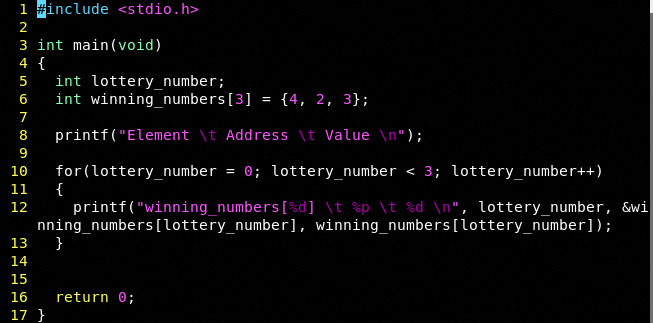 1 #include <stdio.h>
2
3 int main(void)
4 {
5   int lottery_number;
6   int winning_numbers[3] = {4, 2, 3};
7
8   printf("Element \t Address \t Value \n");
9
10   for(lottery_number = 0; lottery_number < 3; lottery_number++)
11   {
12     printf("winning_numbers[%d] \t %p \t %d \n", lottery_number, &wi
nning_numbers[lottery_number], winning_numbers[lottery_number]);
13   }
14
15
16   return 0;
17 }